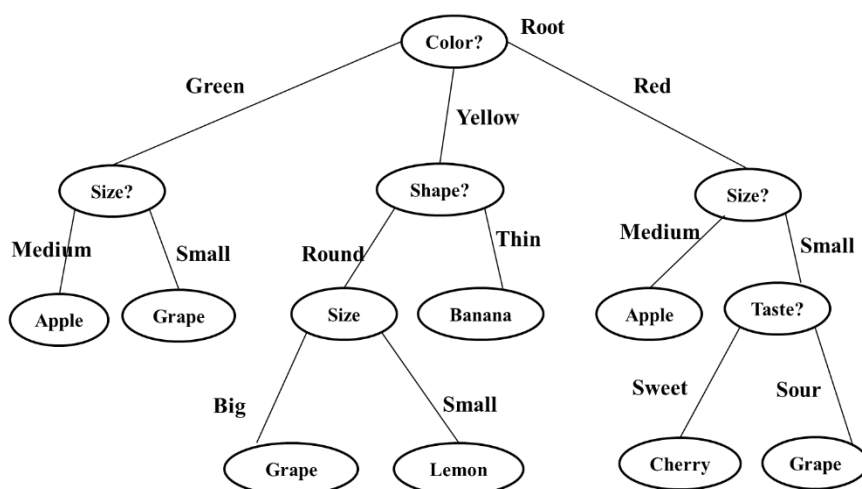 Color?
Root
Green
Yellow
Red
Size?
Shape?
Size?
Medium
Small
Round
Thin
Medium
Small
Apple
Grape
Size
Banana
Apple
Taste?
Big
Small
Sweet
Sour
Grape
Lemon
Cherry
Grape